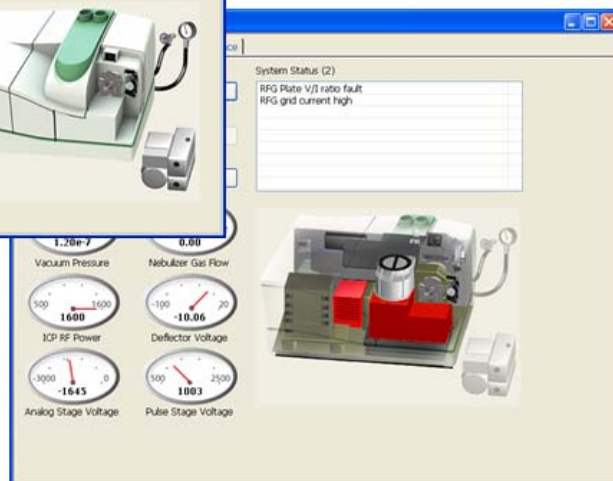 ce
System Status (2)
RFG Plate V/I ratio fault
RFG grid current high
1.20e-7
0.00
Vacuum Pressure
Nebulizer Gas Flow
500 1600
1600
-100 20
-10.06
ICP RF Power
Deflector Voltage
-3000 0
-1645
500 2500
1003
Analog Stage Voltage
Pulse Stage Voltage